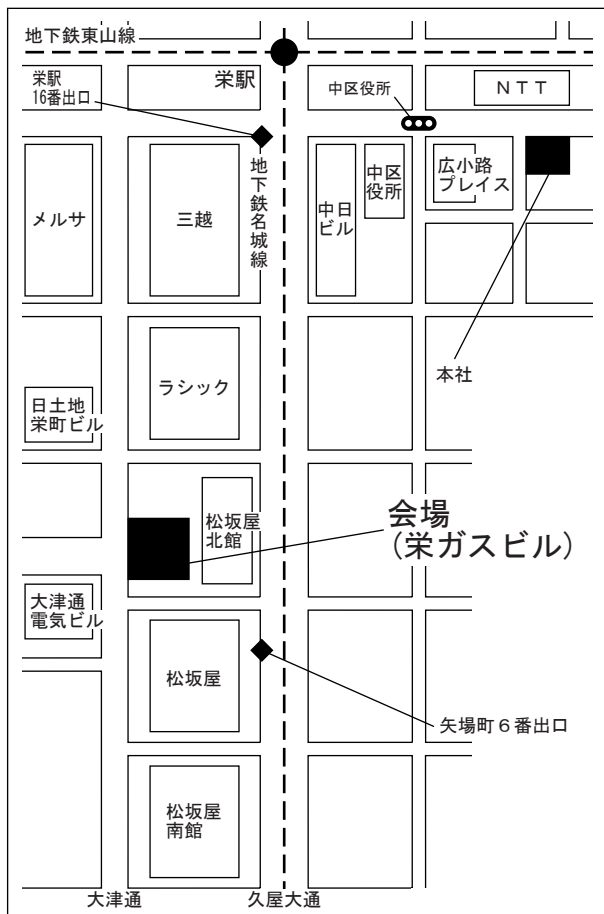 地下鉄東山線
栄駅
16番出口
栄駅
中区役所
NTT
メルサ
三越
地下鉄名城線
中日
ビル
中区
役所
広小路
プレイス
本社
ラシック
日土地
栄町ビル
松坂屋
北館
会場
(栄ガスビル)
大津通
電気ビル
松坂屋
矢場町6番出口
松坂屋
南館
大津通
久屋大通